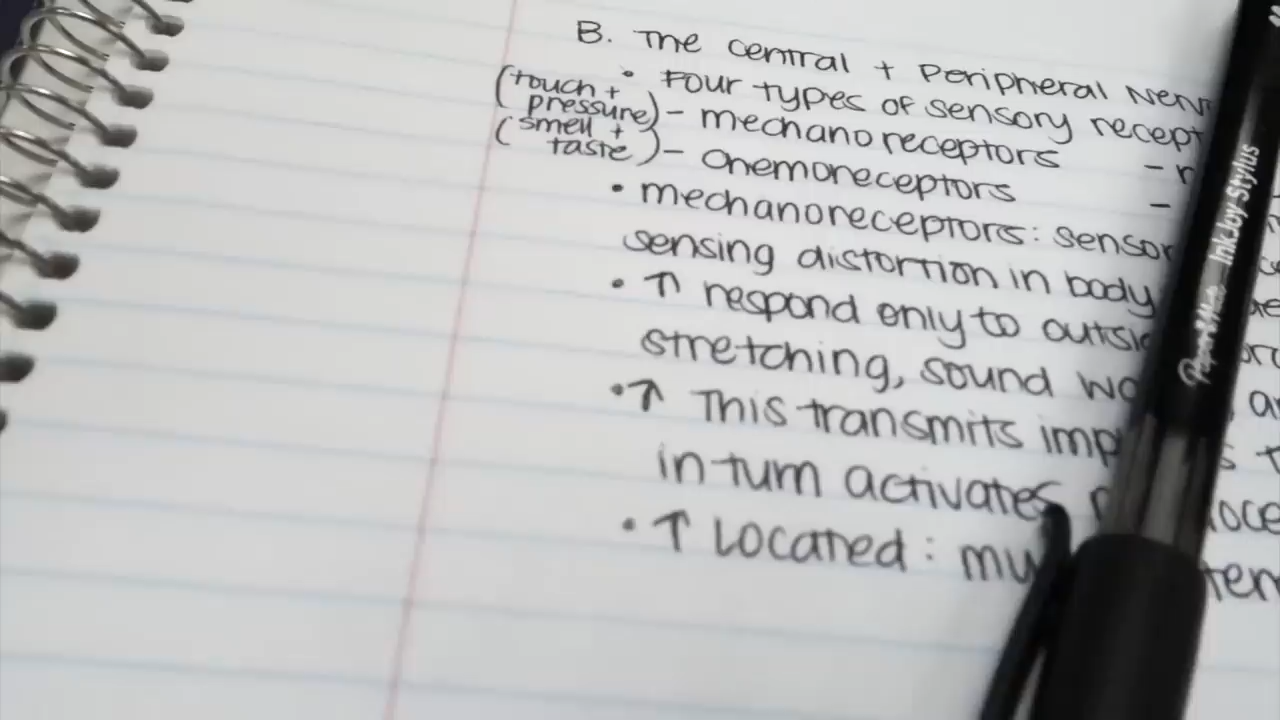 B. The central + Peripheral Nerv
(touch + pressure) • Four types of sensory recept
- mechanoreceptors - r
(smell + taste) - chemoreceptors -
• mechanoreceptors: sensor
sensing distortion in body
• ↑ respond only to outsi
stretching, sound wa
• ↑ This transmits imp
in turn activates
• ↑ Located: mu
PaperMate InkJoy Stylus